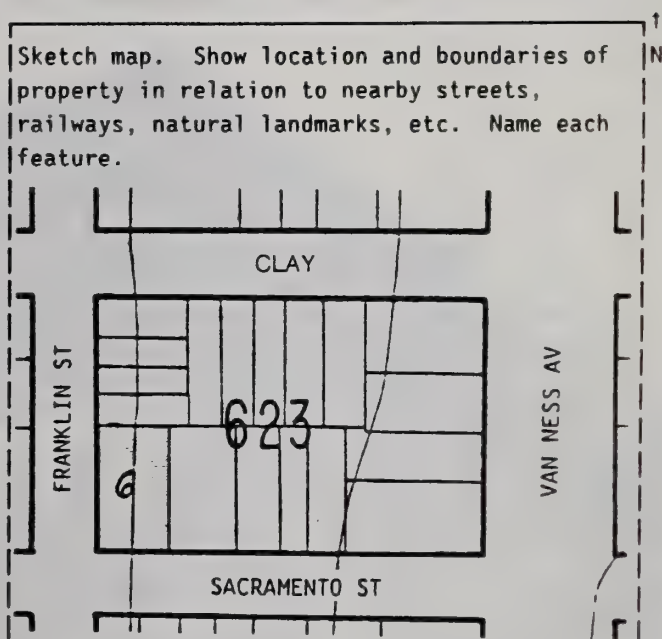 ↑
N
Sketch map. Show location and boundaries of
property in relation to nearby streets,
railways, natural landmarks, etc. Name each
feature.
CLAY
FRANKLIN ST
623
VAN NESS AV
6
SACRAMENTO ST